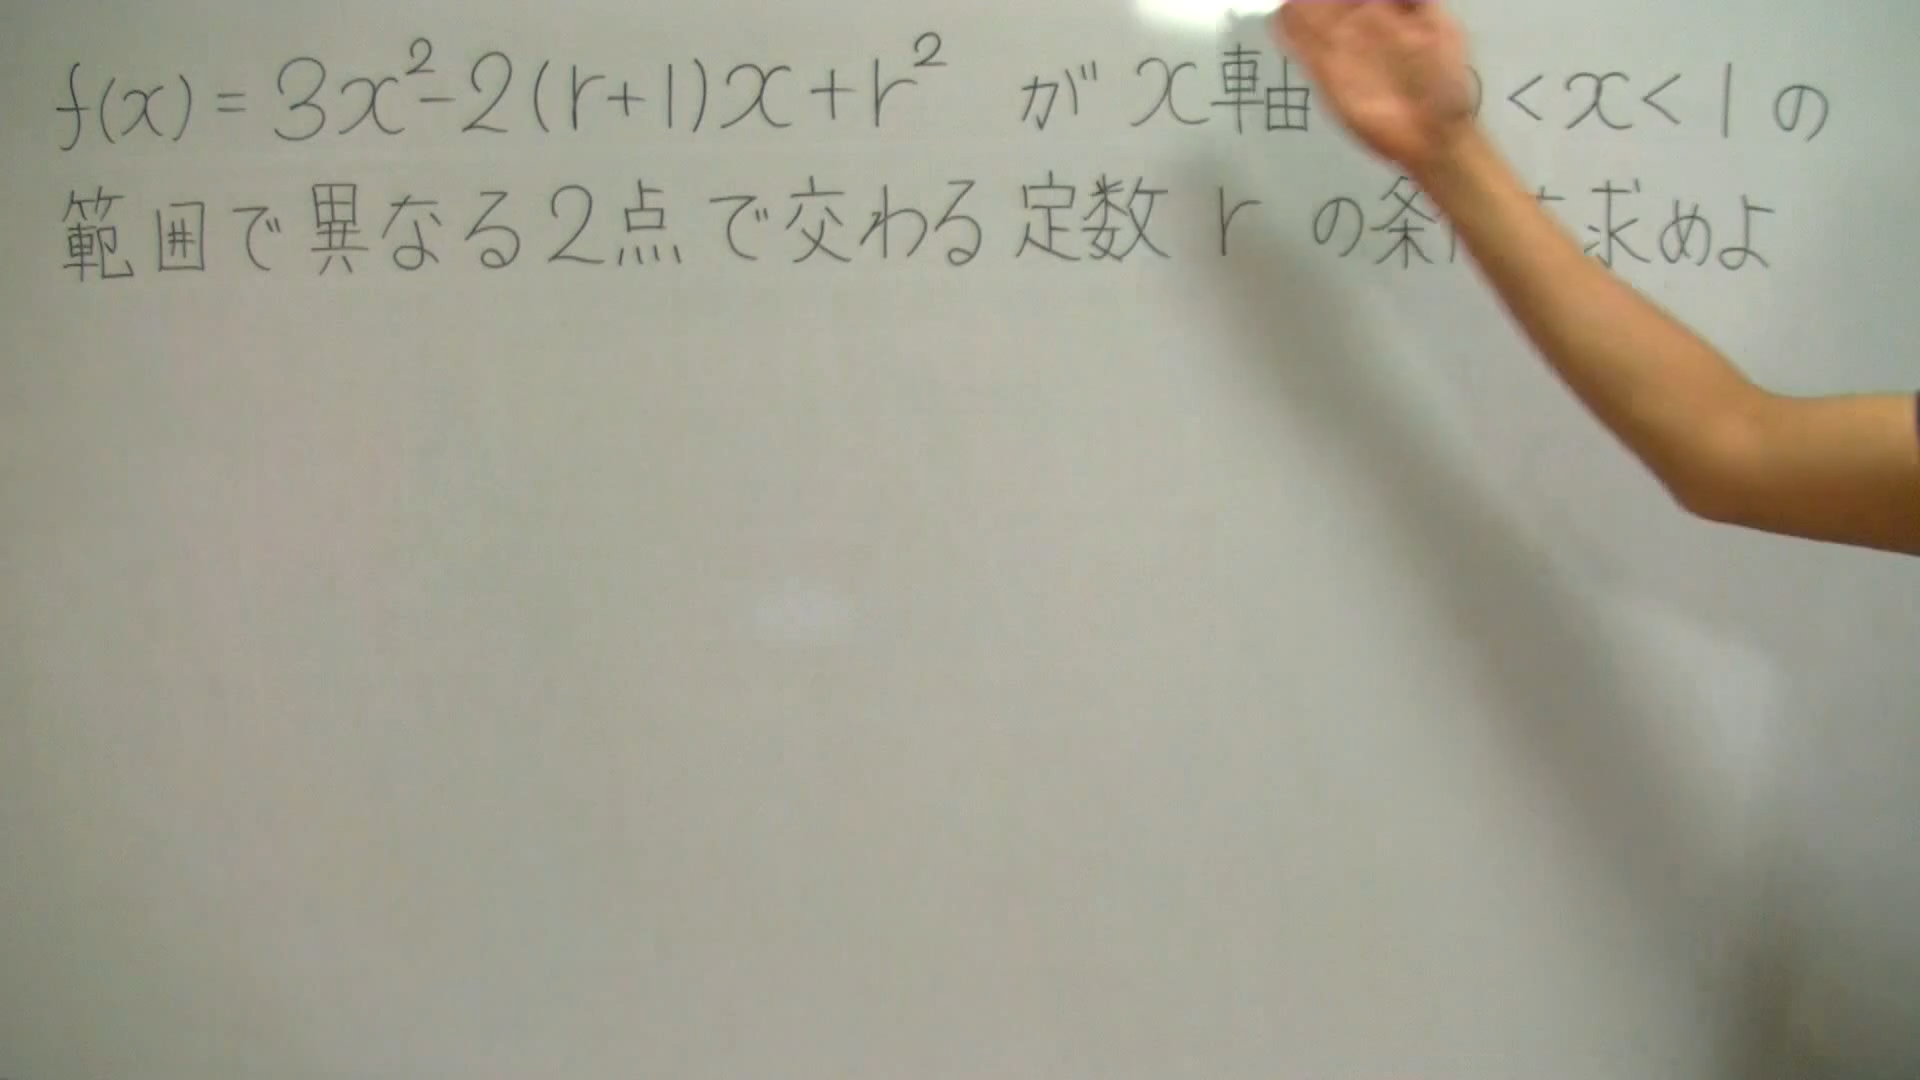 f(x) = 3x² - 2(r+1)x + r² が x軸 < x < 1 の
範囲で異なる2点で交わる定数 r の条 求めよ